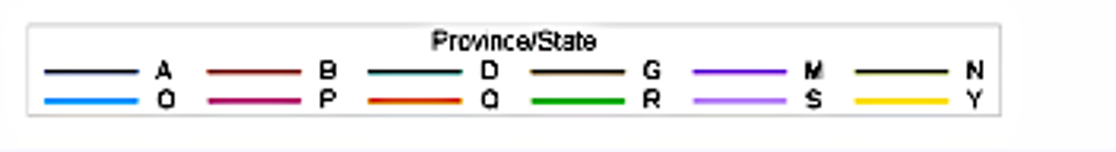 Province/State
A B D G M N
O P Q R S Y